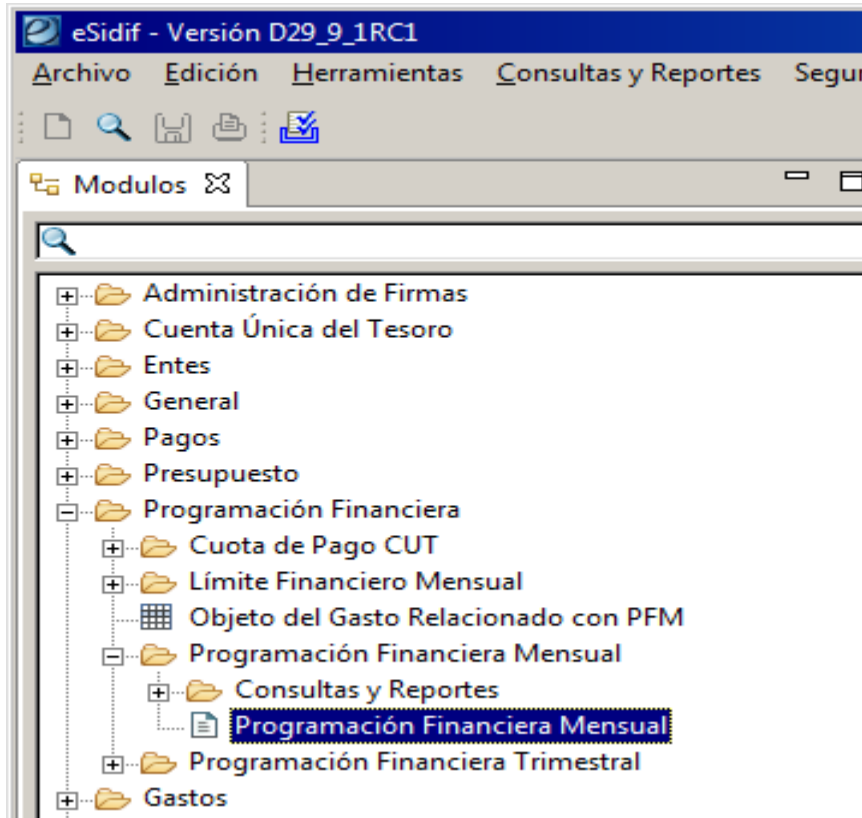 eSidif - Versión D29_9_1RC1
Archivo Edición Herramientas Consultas y Reportes Segur
Modulos
Administración de Firmas
Cuenta Única del Tesoro
Entes
General
Pagos
Presupuesto
Programación Financiera
Cuota de Pago CUT
Límite Financiero Mensual
Objeto del Gasto Relacionado con PFM
Programación Financiera Mensual
Consultas y Reportes
Programación Financiera Mensual
Programación Financiera Trimestral
Gastos